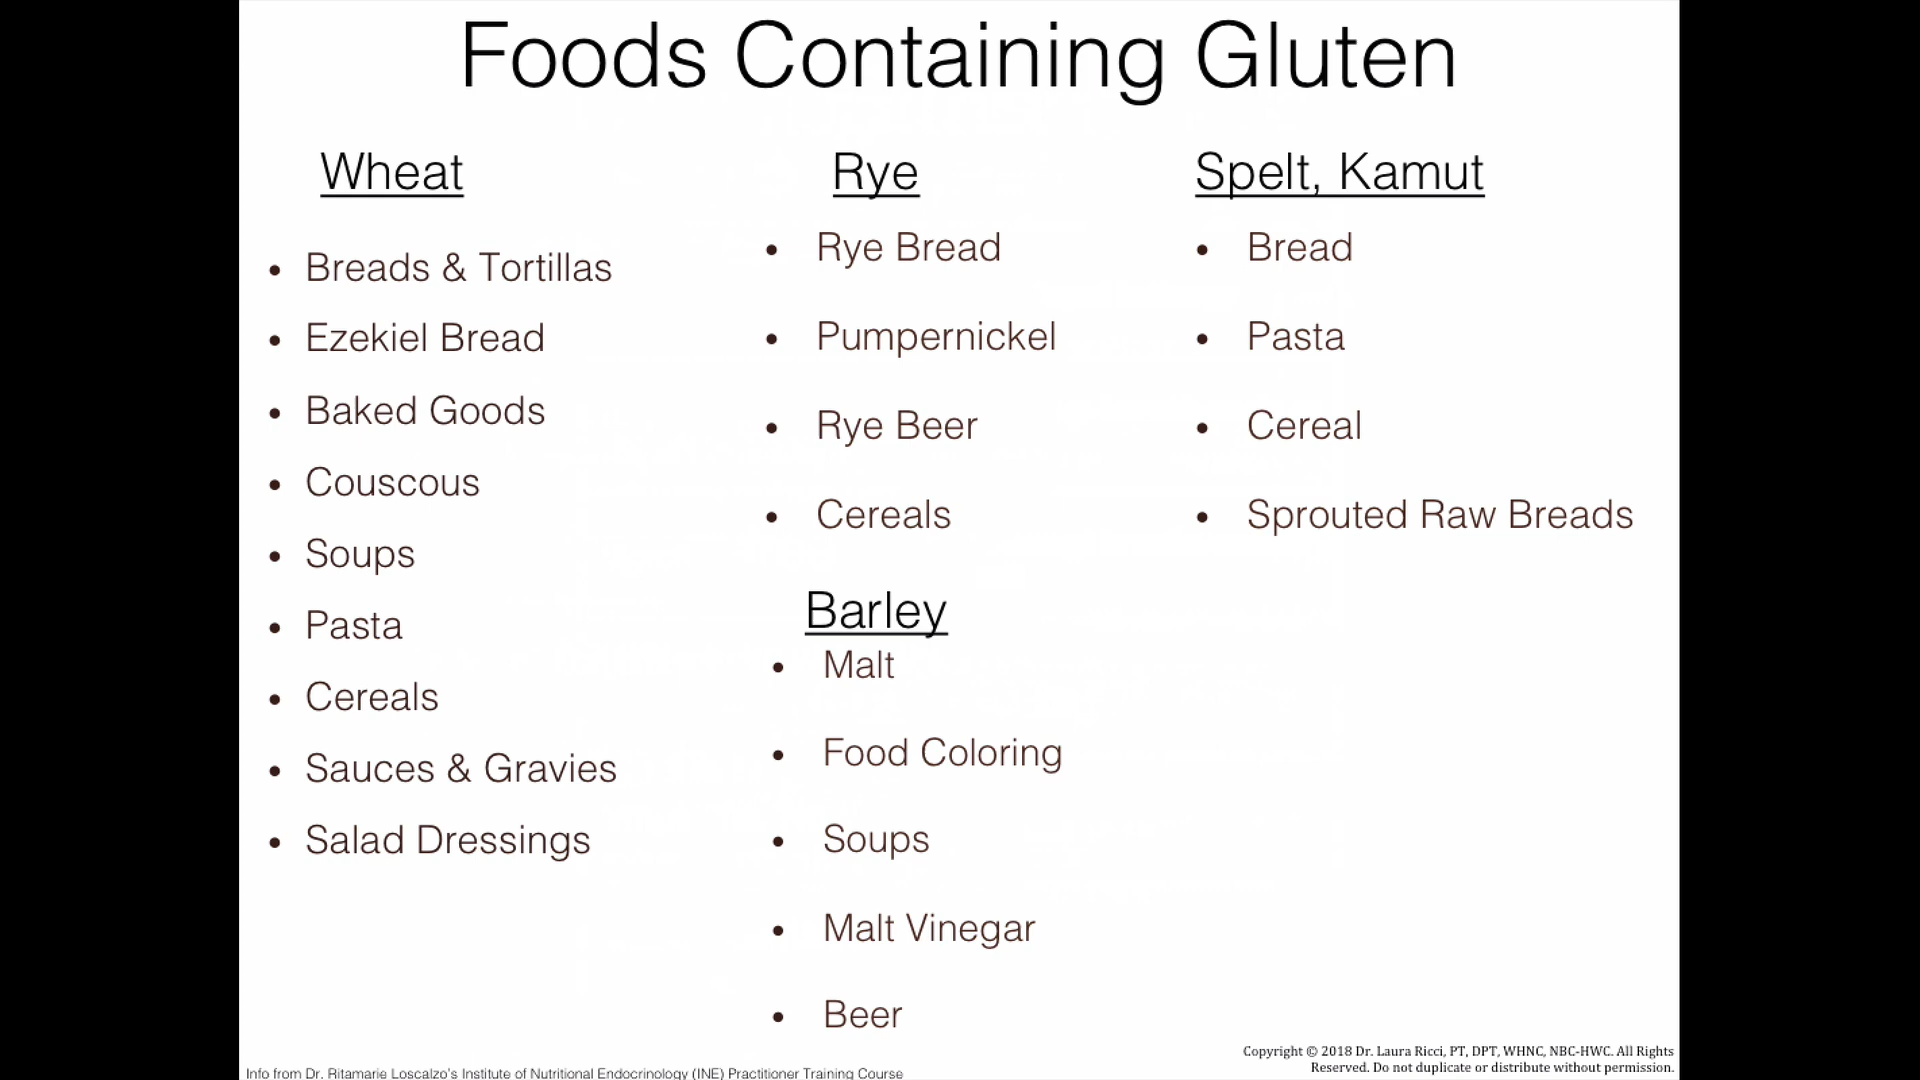 Foods Containing Gluten
Wheat
• Breads & Tortillas
• Ezekiel Bread
• Baked Goods
• Couscous
• Soups
• Pasta
• Cereals
• Sauces & Gravies
• Salad Dressings
Rye
• Rye Bread
• Pumpernickel
• Rye Beer
• Cereals
Barley
• Malt
• Food Coloring
• Soups
• Malt Vinegar
• Beer
Spelt, Kamut
• Bread
• Pasta
• Cereal
• Sprouted Raw Breads
Info from Dr. Ritamarie Loscalzo's Institute of Nutritional Endocrinology (INE) Practitioner Training Course
Copyright © 2018 Dr. Laura Ricci, PT, DPT, WHNC, NBC-HWC. All Rights
Reserved. Do not duplicate or distribute without permission.